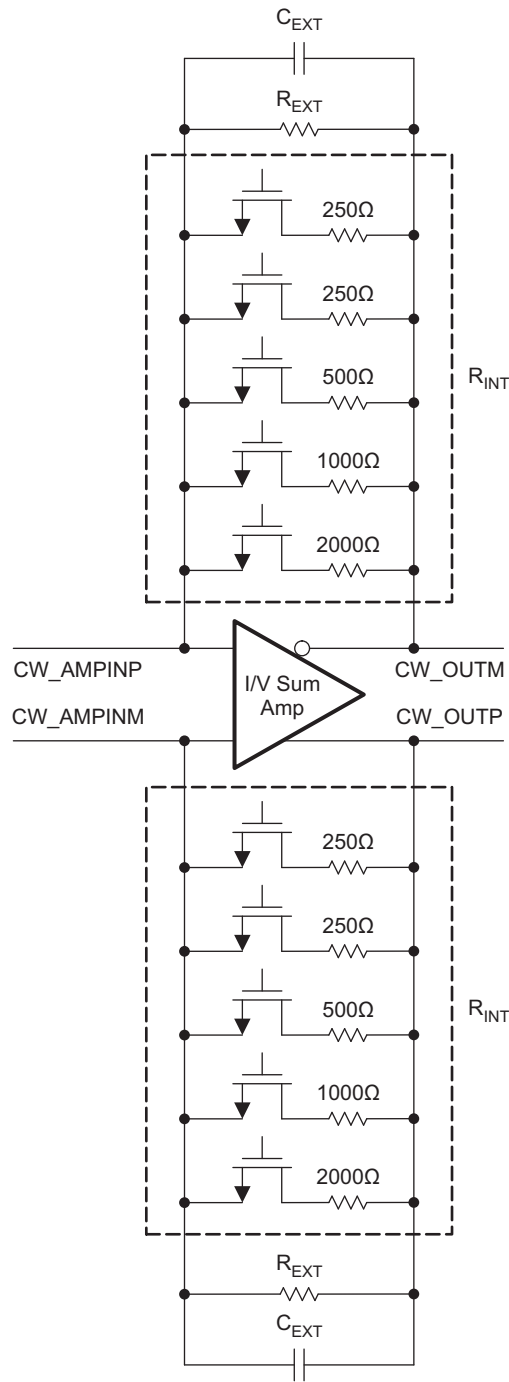 C_EXT
R_EXT
250Ω
250Ω
500Ω
R_INT
1000Ω
2000Ω
CW_AMPINP
I/V Sum
Amp
CW_OUTM
CW_AMPINM
CW_OUTP
250Ω
250Ω
500Ω
R_INT
1000Ω
2000Ω
R_EXT
C_EXT